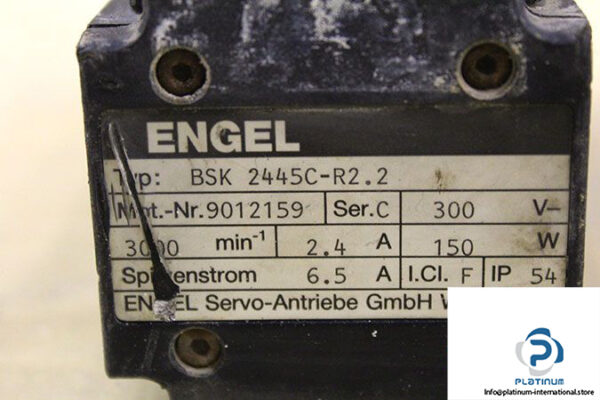 ENGEL
Typ: BSK 2445C-R2.2
Mot.-Nr. 9012159 Ser. C 300 V–
3000 min-1 2.4 A 150 W
Spitzenstrom 6.5 A I.Cl. F IP 54
ENGEL Servo-Antriebe GmbH W
PLATINUM
Info@platinum-international.store